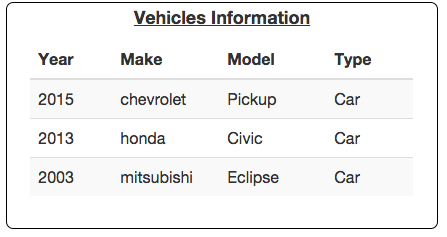 Vehicles Information
Year Make Model Type
2015 chevrolet Pickup Car
2013 honda Civic Car
2003 mitsubishi Eclipse Car